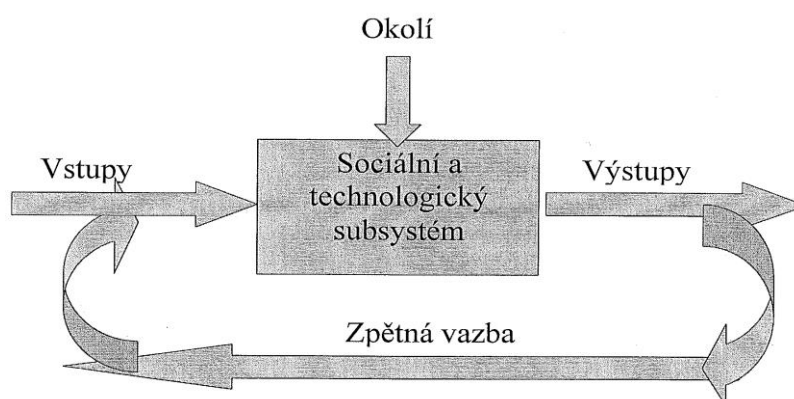 Okolí
Vstupy
Sociální a
technologický
subsystém
Výstupy
Zpětná vazba